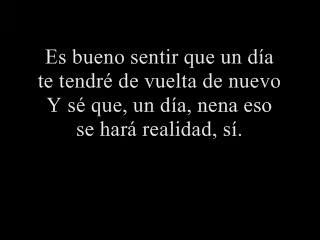 Es bueno sentir que un día
te tendré de vuelta de nuevo
Y sé que, un día, nena eso
se hará realidad, sí.